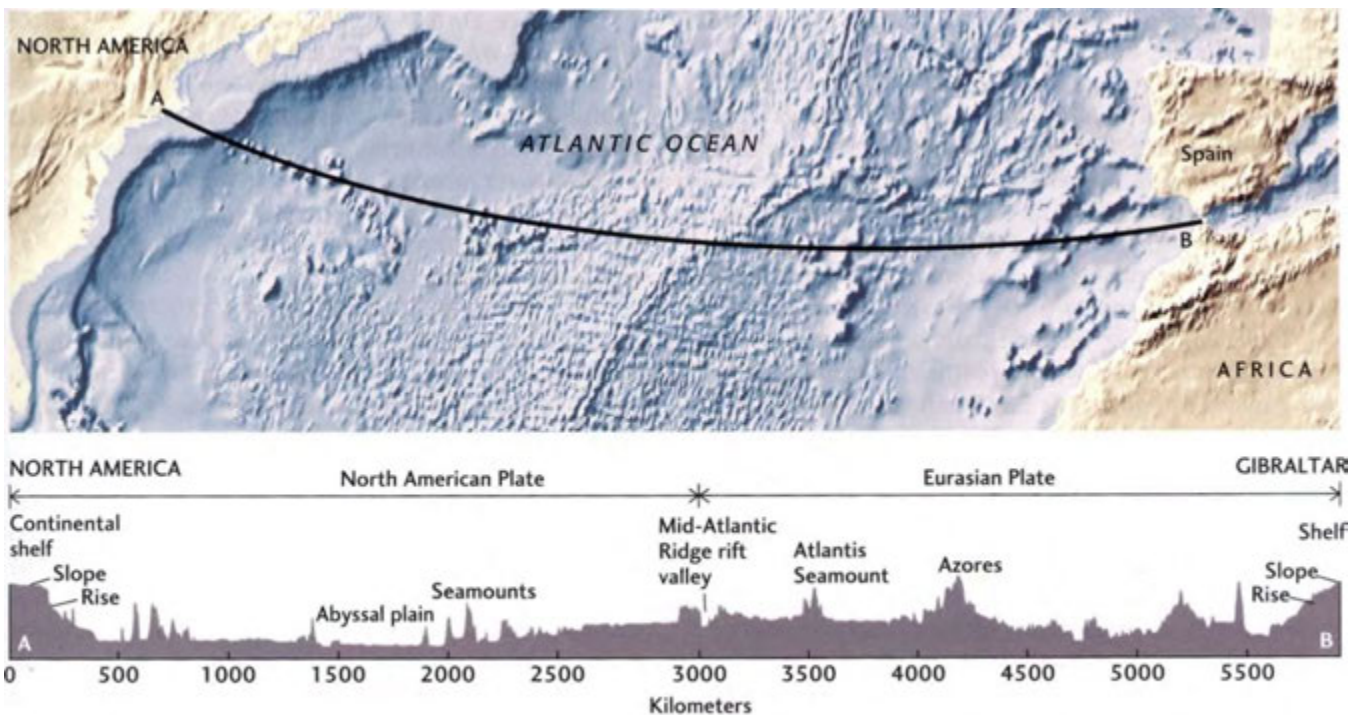 NORTH AMERICA
A
ATLANTIC OCEAN
Spain
B
AFRICA
NORTH AMERICA
North American Plate
Eurasian Plate
GIBRALTAR
Continental
shelf
Slope
Rise
Abyssal plain
Seamounts
Mid-Atlantic
Ridge rift
valley
Atlantis
Seamount
Azores
Shelf
Slope
Rise
A
B
0 500 1000 1500 2000 2500 3000 3500 4000 4500 5000 5500
Kilometers